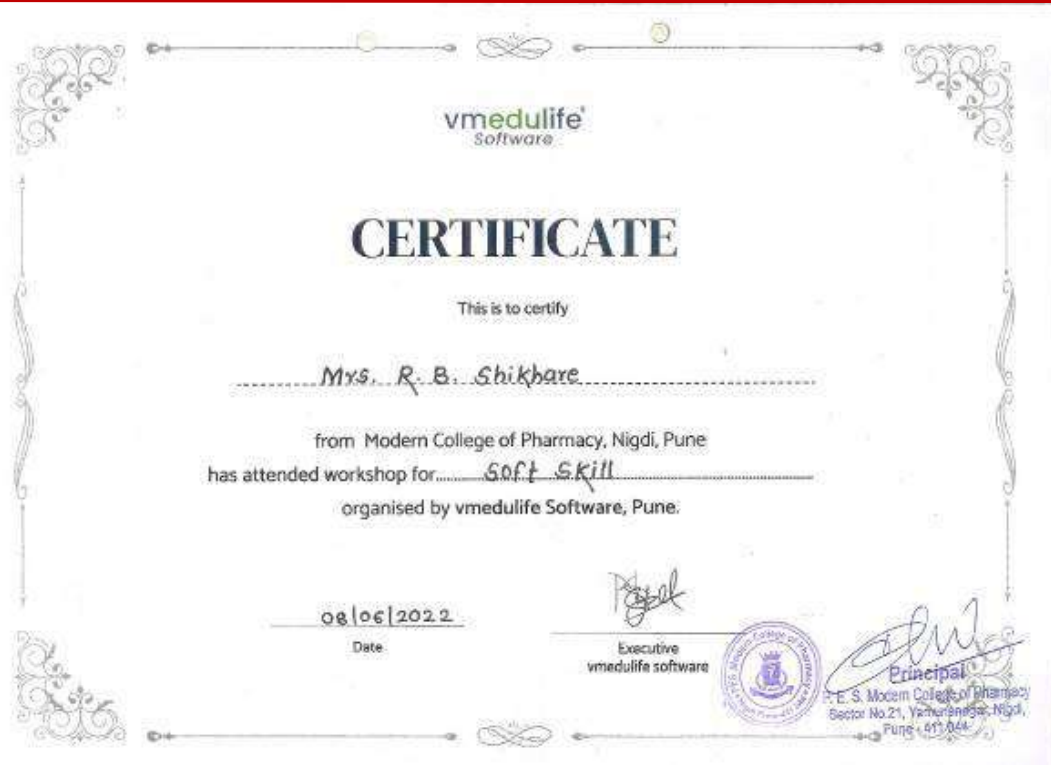 vmedulife
Software
CERTIFICATE
This is to certify
Mrs. R. B. Shikhare
from Modern College of Pharmacy, Nigdi, Pune
has attended workshop for Soft Skill
organised by vmedulife Software, Pune.
08/06/2022
Date
Executive
vmedulife software
Principal
P. E. S. Modern College of Pharmacy
Sector No.21, Yamunanagar, Nigdi,
Pune - 411 044